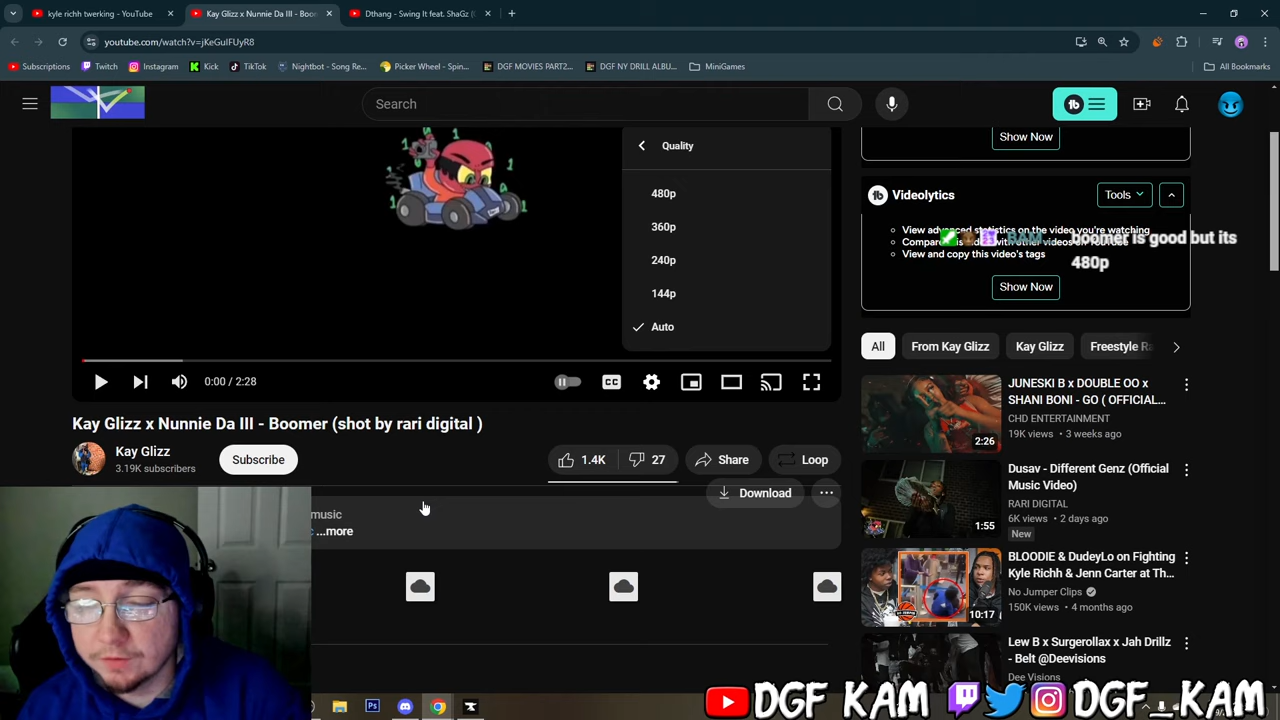 kyle richh twerking - YouTube
Kay Glizz x Nunnie Da III - Boom
Dthang - Swing It feat. ShaGz (
youtube.com/watch?v=jKeGuIFUyR8
Subscriptions
Twitch
Instagram
Kick
TikTok
Nightbot - Song Re...
Picker Wheel - Spin...
DGF MOVIES PART2...
DGF NY DRILL ALBU...
MiniGames
All Bookmarks
Search
Show Now
Quality
480p
360p
240p
144p
Auto
Videolytics
Tools
View advanced statistics on the video you're watching
View and copy this video's tags
boomer is good but its
480p
Show Now
0:00 / 2:28
CC
Kay Glizz x Nunnie Da III - Boomer (shot by rari digital )
Kay Glizz
3.19K subscribers
Subscribe
1.4K
27
Share
Loop
Download
music
...more
All
From Kay Glizz
Kay Glizz
Freestyle Ra
JUNESKI B x DOUBLE OO x
SHANI BONI - GO ( OFFICIAL...
CHD ENTERTAINMENT
19K views • 3 weeks ago
2:26
Dusav - Different Genz (Official
Music Video)
RARI DIGITAL
6K views • 2 days ago
New
1:55
BLOODIE & DudeyLo on Fighting
Kyle Richh & Jenn Carter at Th...
No Jumper Clips
150K views • 4 months ago
10:17
Lew B x Surgerollax x Jah Drillz
- Belt @Deevisions
Dee Visions
DGF KAM
DGF_KAM